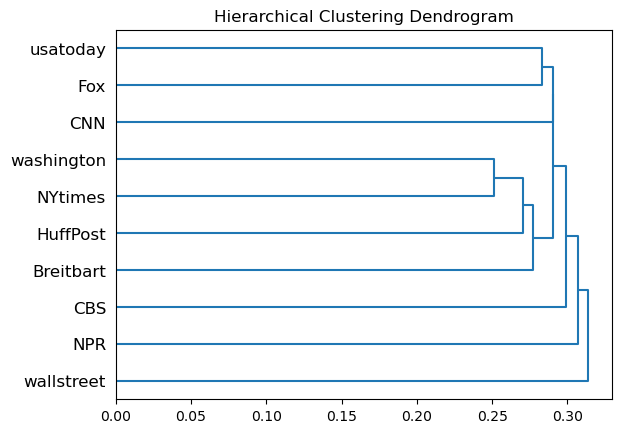 Hierarchical Clustering Dendrogram
usatoday
Fox
CNN
washington
NYtimes
HuffPost
Breitbart
CBS
NPR
wallstreet
0.00 0.05 0.10 0.15 0.20 0.25 0.30